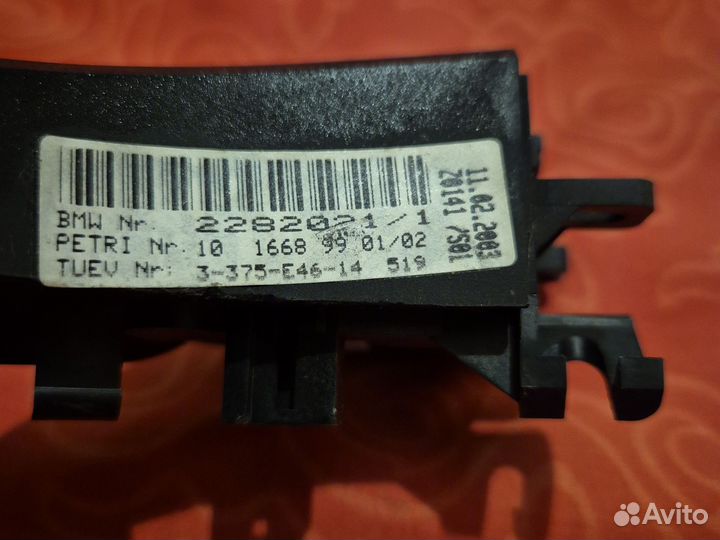 BMW Nr. 2282021/1
PETRI Nr. 10 1668 99 01/02
TUEV Nr: 3-375-E46-14 519
11.02.2003
20141 /S01
Avito